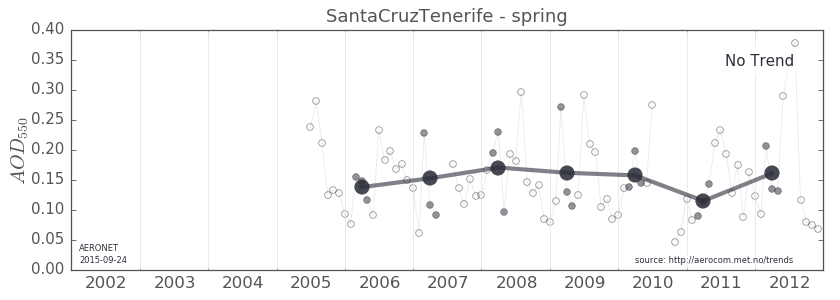 SantaCruzTenerife - spring
0.40
0.35
0.30
0.25
0.20
0.15
0.10
0.05
0.00
AOD550
No Trend
AERONET
2015-09-24
source: http://aerocom.met.no/trends
2002 2003 2004 2005 2006 2007 2008 2009 2010 2011 2012